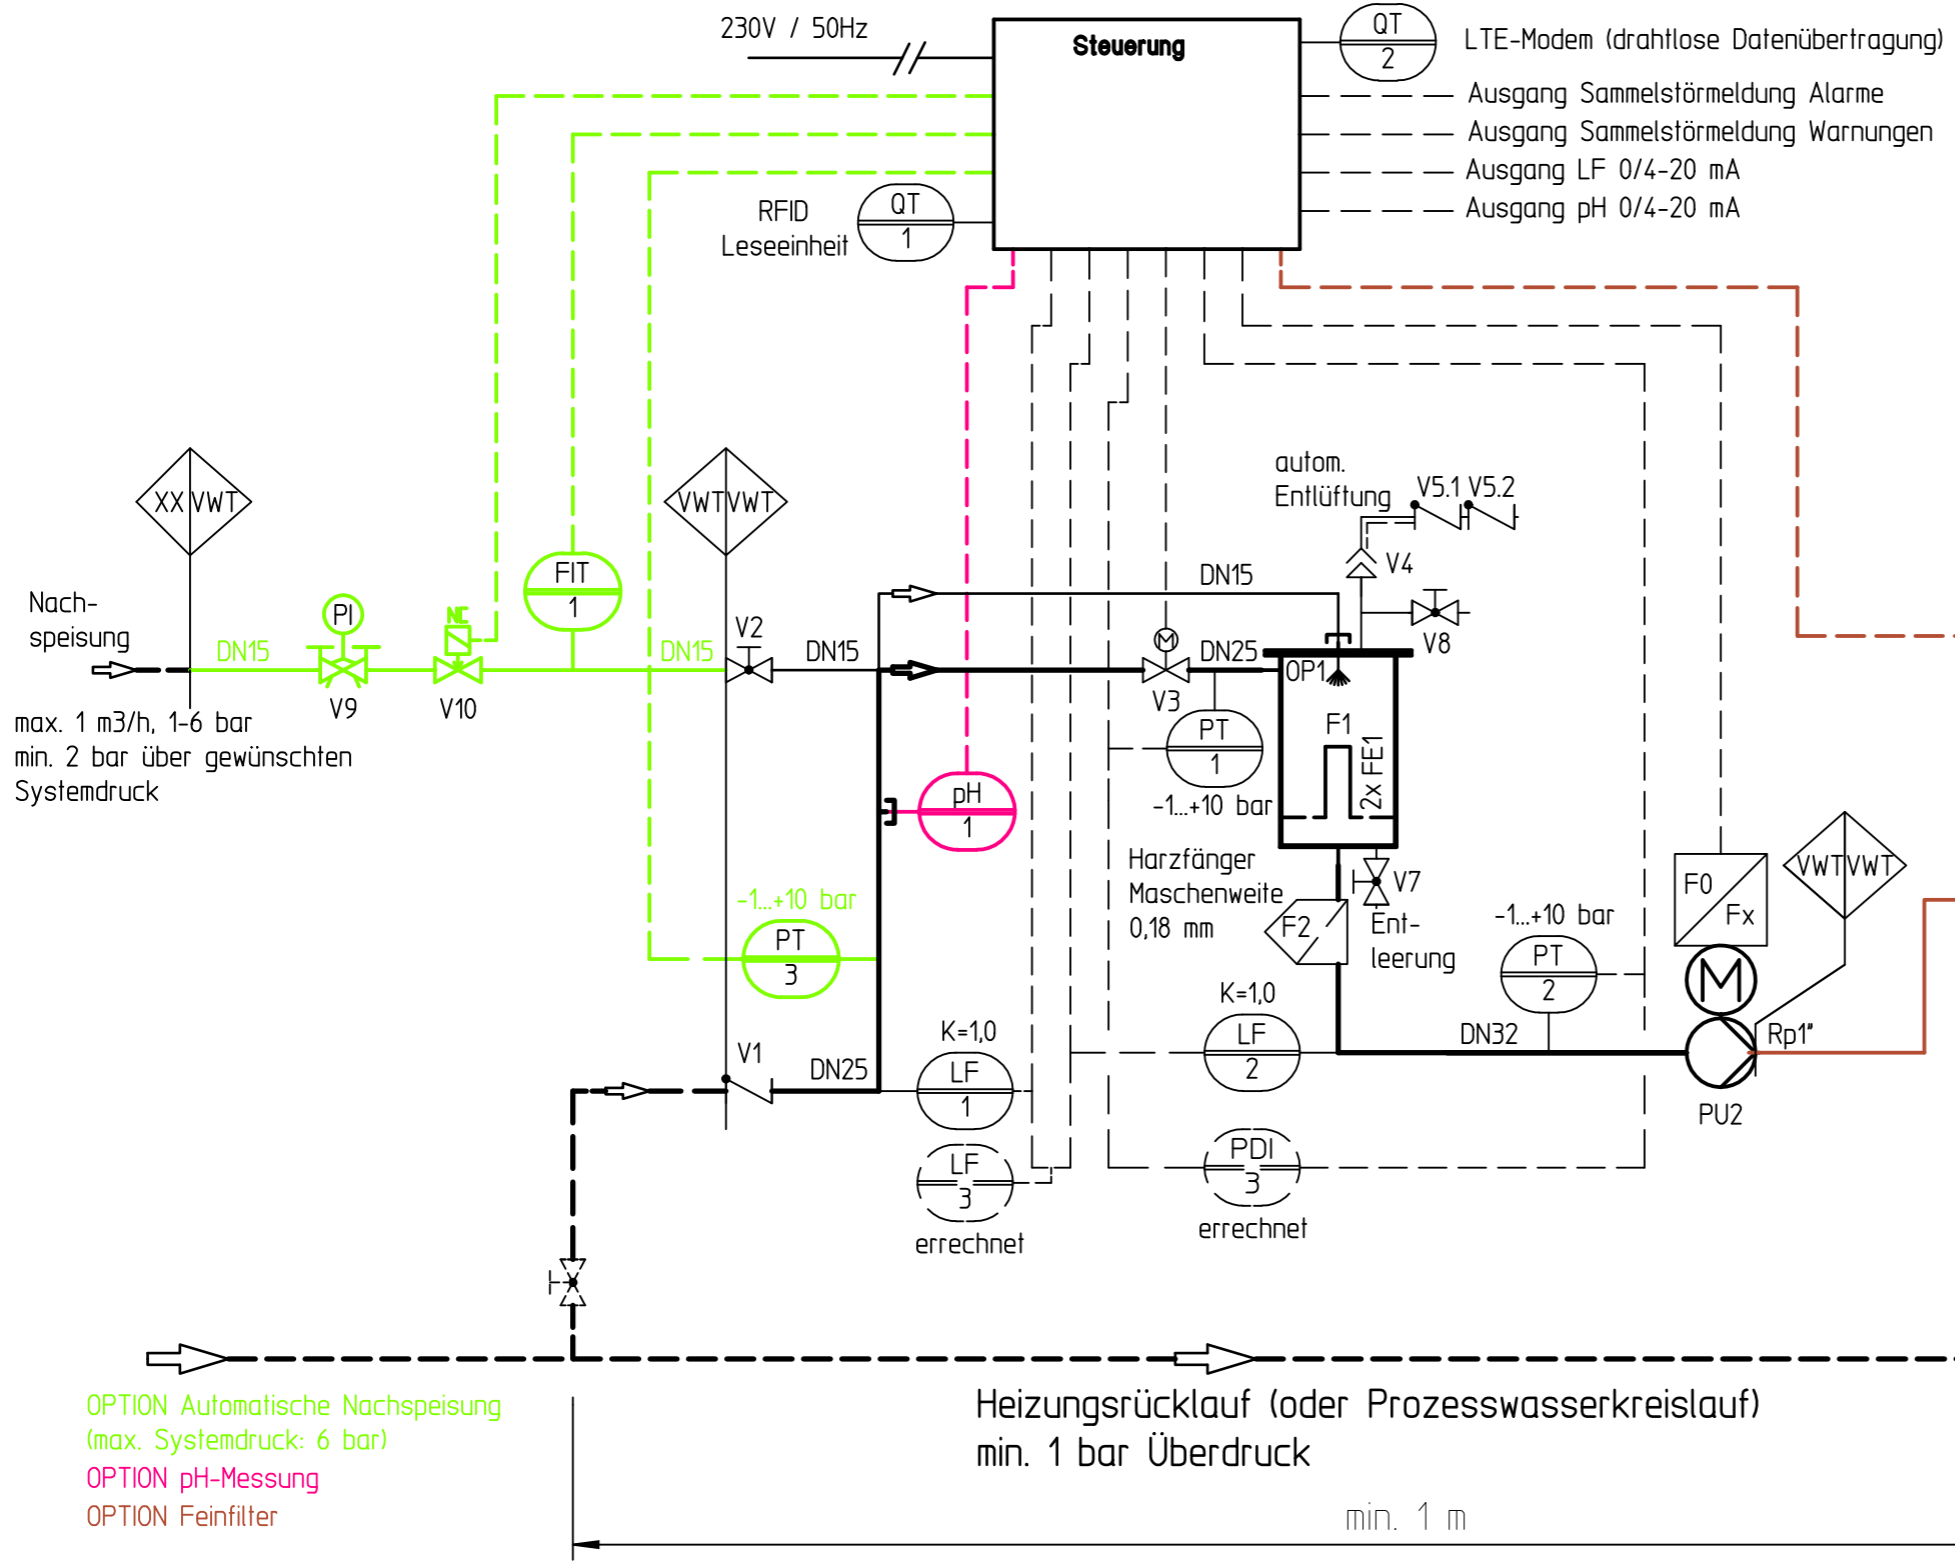 230V / 50Hz
Steuerung
QT
2
LTE-Modem (drahtlose Datenübertragung)
Ausgang Sammelstörmeldung Alarme
Ausgang Sammelstörmeldung Warnungen
Ausgang LF 0/4-20 mA
Ausgang pH 0/4-20 mA
RFID
Leseeinheit
QT
1
autom.
Entlüftung
V5.1
V5.2
V4
V8
XX
VWT
VWT
VWT
FIT
1
Nach-
speisung
DN15
PI
V9
NC
V10
DN15
V2
DN15
DN15
M
V3
DN25
OP1
max. 1 m3/h, 1-6 bar
min. 2 bar über gewünschten
Systemdruck
PT
1
-1...+10 bar
F1
2x FE1
pH
1
Harzfänger
Maschenweite
0,18 mm
F2
V7
Ent-
leerung
-1...+10 bar
PT
3
-1...+10 bar
PT
2
F0
Fx
VWT
VWT
M
Rp1"
PU2
K=1,0
LF
2
DN32
V1
DN25
K=1,0
LF
1
LF
3
errechnet
PDI
3
errechnet
OPTION Automatische Nachspeisung
(max. Systemdruck: 6 bar)
OPTION pH-Messung
OPTION Feinfilter
Heizungsrücklauf (oder Prozesswasserkreislauf)
min. 1 bar Überdruck
min. 1 m